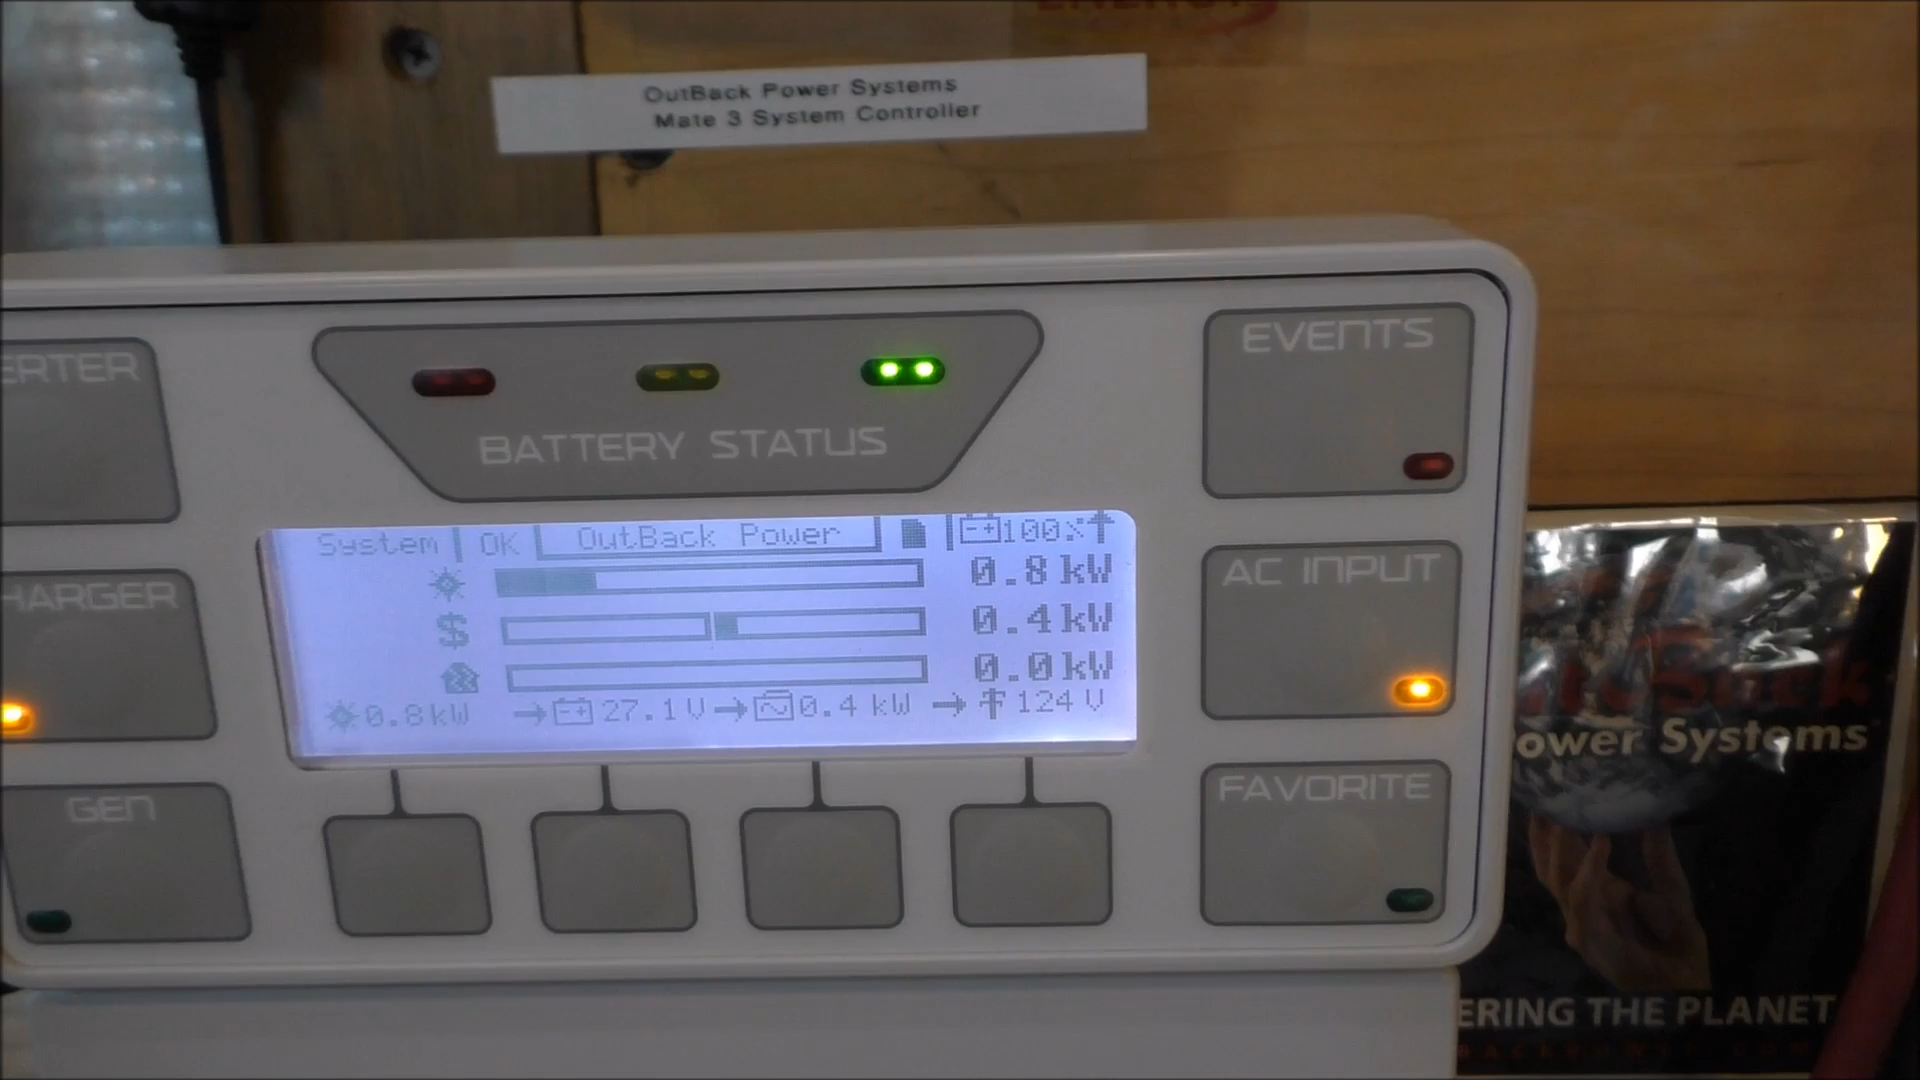 OutBack Power Systems
Mate 3 System Controller
ERTER
BATTERY STATUS
EVENTS
HARGER
System OK OutBack Power 100%
0.8 kW
$ 0.4 kW
0.0 kW
0.8 kW 27.1 V 0.4 kW 124 V
AC INPUT
GEN
FAVORITE
ower Systems
ERING THE PLANET